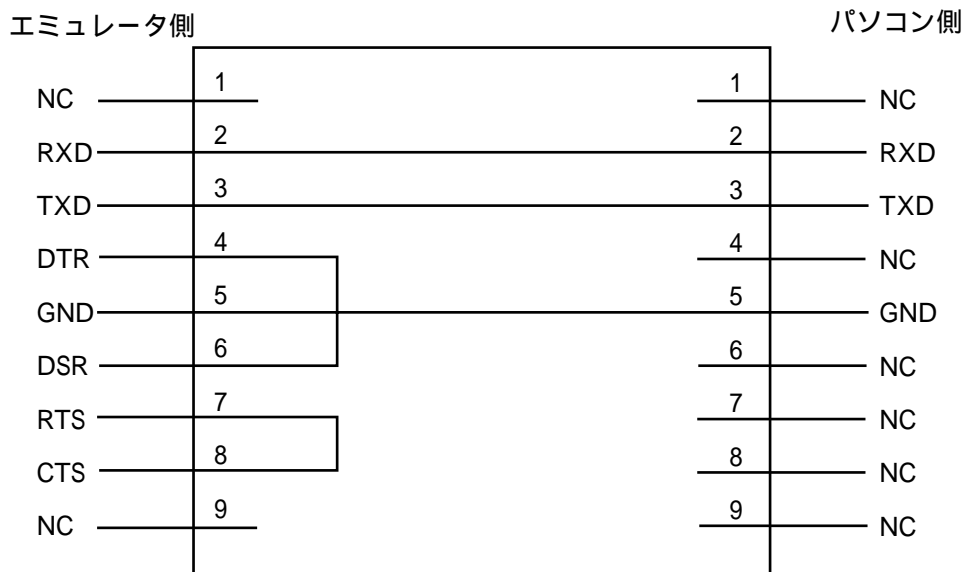 エミュレータ側 パソコン側
NC 1 1 NC
RXD 2 2 RXD
TXD 3 3 TXD
DTR 4 4 NC
GND 5 5 GND
DSR 6 6 NC
RTS 7 7 NC
CTS 8 8 NC
NC 9 9 NC